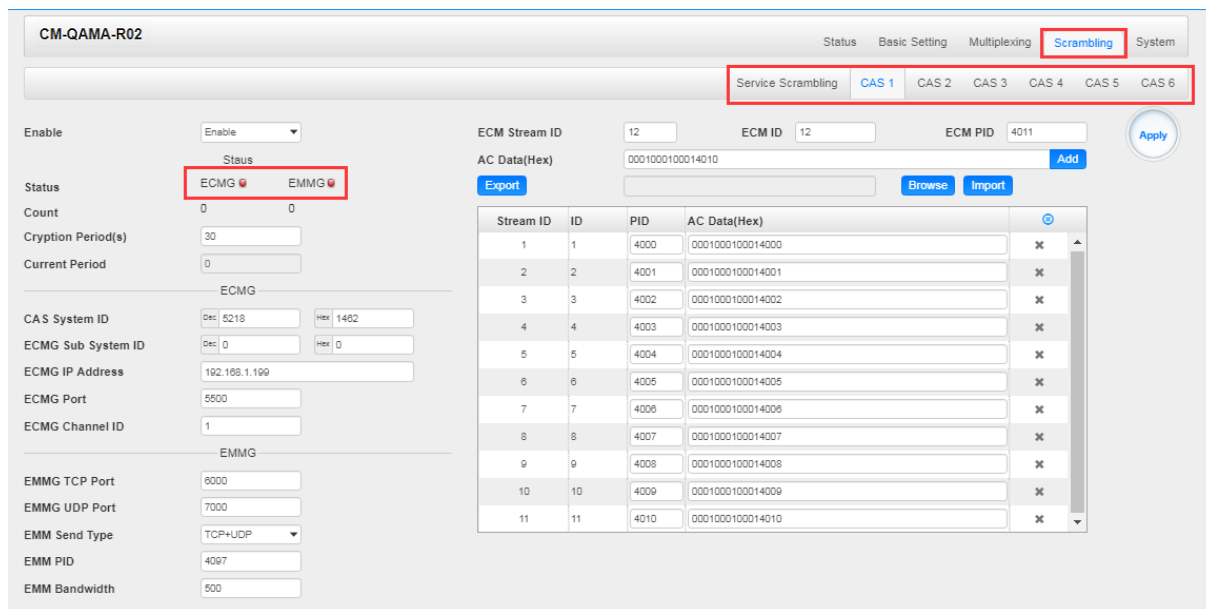 CM-QAMA-R02
Status Basic Setting Multiplexing Scrambling System
Service Scrambling CAS 1 CAS 2 CAS 3 CAS 4 CAS 5 CAS 6
Enable Enable
Staus
Status ECMG EMMG
Count 0 0
Cryption Period(s) 30
Current Period 0
ECMG
CAS System ID Dec 5218 Hex 1462
ECMG Sub System ID Dec 0 Hex 0
ECMG IP Address 192.168.1.199
ECMG Port 5500
ECMG Channel ID 1
EMMG
EMMG TCP Port 6000
EMMG UDP Port 7000
EMM Send Type TCP+UDP
EMM PID 4097
EMM Bandwidth 500
ECM Stream ID 12 ECM ID 12 ECM PID 4011
Apply
AC Data(Hex) 0001000100014010 Add
Export Browse Import
Stream ID ID PID AC Data(Hex)
1 1 4000 0001000100014000
2 2 4001 0001000100014001
3 3 4002 0001000100014002
4 4 4003 0001000100014003
5 5 4004 0001000100014004
6 6 4005 0001000100014005
7 7 4006 0001000100014006
8 8 4007 0001000100014007
9 9 4008 0001000100014008
10 10 4009 0001000100014009
11 11 4010 0001000100014010